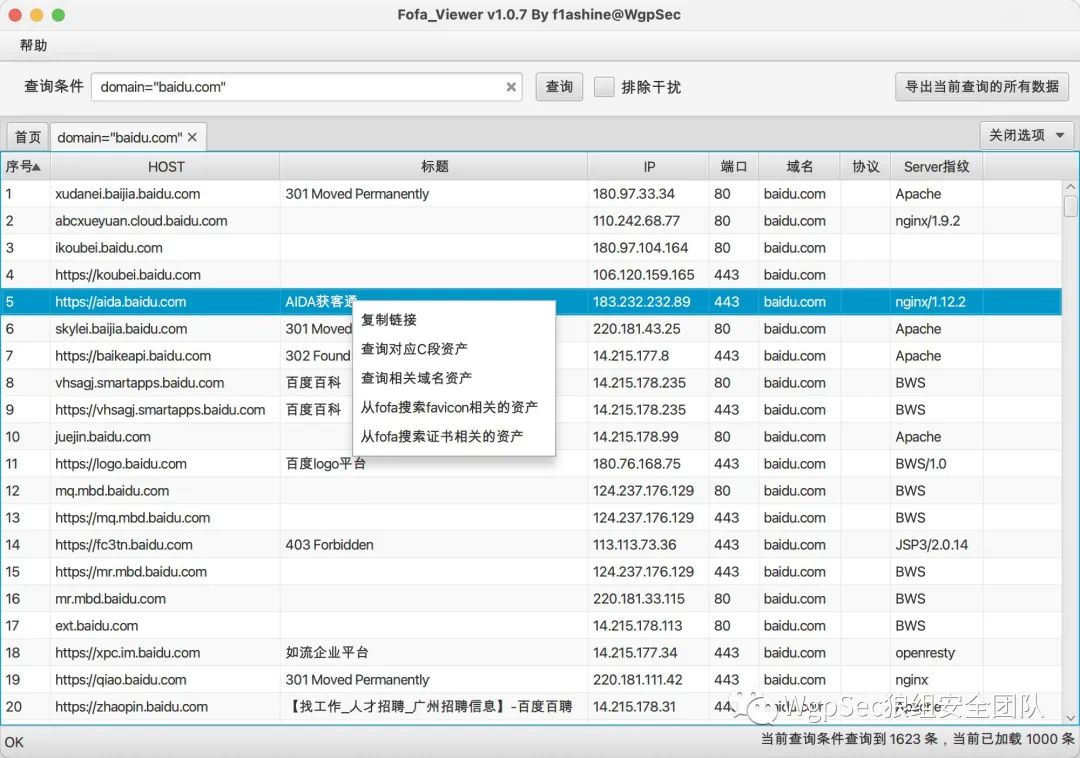 Fofa_Viewer v1.0.7 By f1ashine@WgpSec
帮助
查询条件 domain="baidu.com" 查询 排除干扰 导出当前查询的所有数据
首页 domain="baidu.com" 关闭选项
序号 HOST 标题 IP 端口 域名 协议 Server指纹
1 xudanei.baijia.baidu.com 301 Moved Permanently 180.97.33.34 80 baidu.com Apache
2 abcxueyuan.cloud.baidu.com 110.242.68.77 80 baidu.com nginx/1.9.2
3 ikoubei.baidu.com 180.97.104.164 80 baidu.com
4 https://koubei.baidu.com 106.120.159.165 443 baidu.com
5 https://aida.baidu.com AIDA获客通 183.232.232.89 443 baidu.com nginx/1.12.2
复制链接
6 skylei.baijia.baidu.com 301 Moved 220.181.43.25 80 baidu.com Apache
查询对应C段资产
7 https://baikeapi.baidu.com 302 Found 14.215.177.8 443 baidu.com Apache
查询相关域名资产
8 vhsagj.smartapps.baidu.com 百度百科 14.215.178.235 80 baidu.com BWS
从fofa搜索favicon相关的资产
9 https://vhsagj.smartapps.baidu.com 百度百科 14.215.178.235 443 baidu.com BWS
从fofa搜索证书相关的资产
10 juejin.baidu.com 14.215.178.99 80 baidu.com Apache
11 https://logo.baidu.com 百度logo平台 180.76.168.75 443 baidu.com BWS/1.0
12 mq.mbd.baidu.com 124.237.176.129 80 baidu.com BWS
13 https://mq.mbd.baidu.com 124.237.176.129 443 baidu.com BWS
14 https://fc3tn.baidu.com 403 Forbidden 113.113.73.36 443 baidu.com JSP3/2.0.14
15 https://mr.mbd.baidu.com 124.237.176.129 443 baidu.com BWS
16 mr.mbd.baidu.com 220.181.33.115 80 baidu.com BWS
17 ext.baidu.com 14.215.178.113 80 baidu.com BWS
18 https://xpc.im.baidu.com 如流企业平台 14.215.177.34 443 baidu.com openresty
19 https://qiao.baidu.com 301 Moved Permanently 220.181.111.42 443 baidu.com nginx
20 https://zhaopin.baidu.com 【找工作_人才招聘_广州招聘信息】-百度百聘 14.215.178.31 443 baidu.com Apache
WgpSec狼组安全团队
OK 当前查询条件查询到 1623 条，当前已加载 1000 条